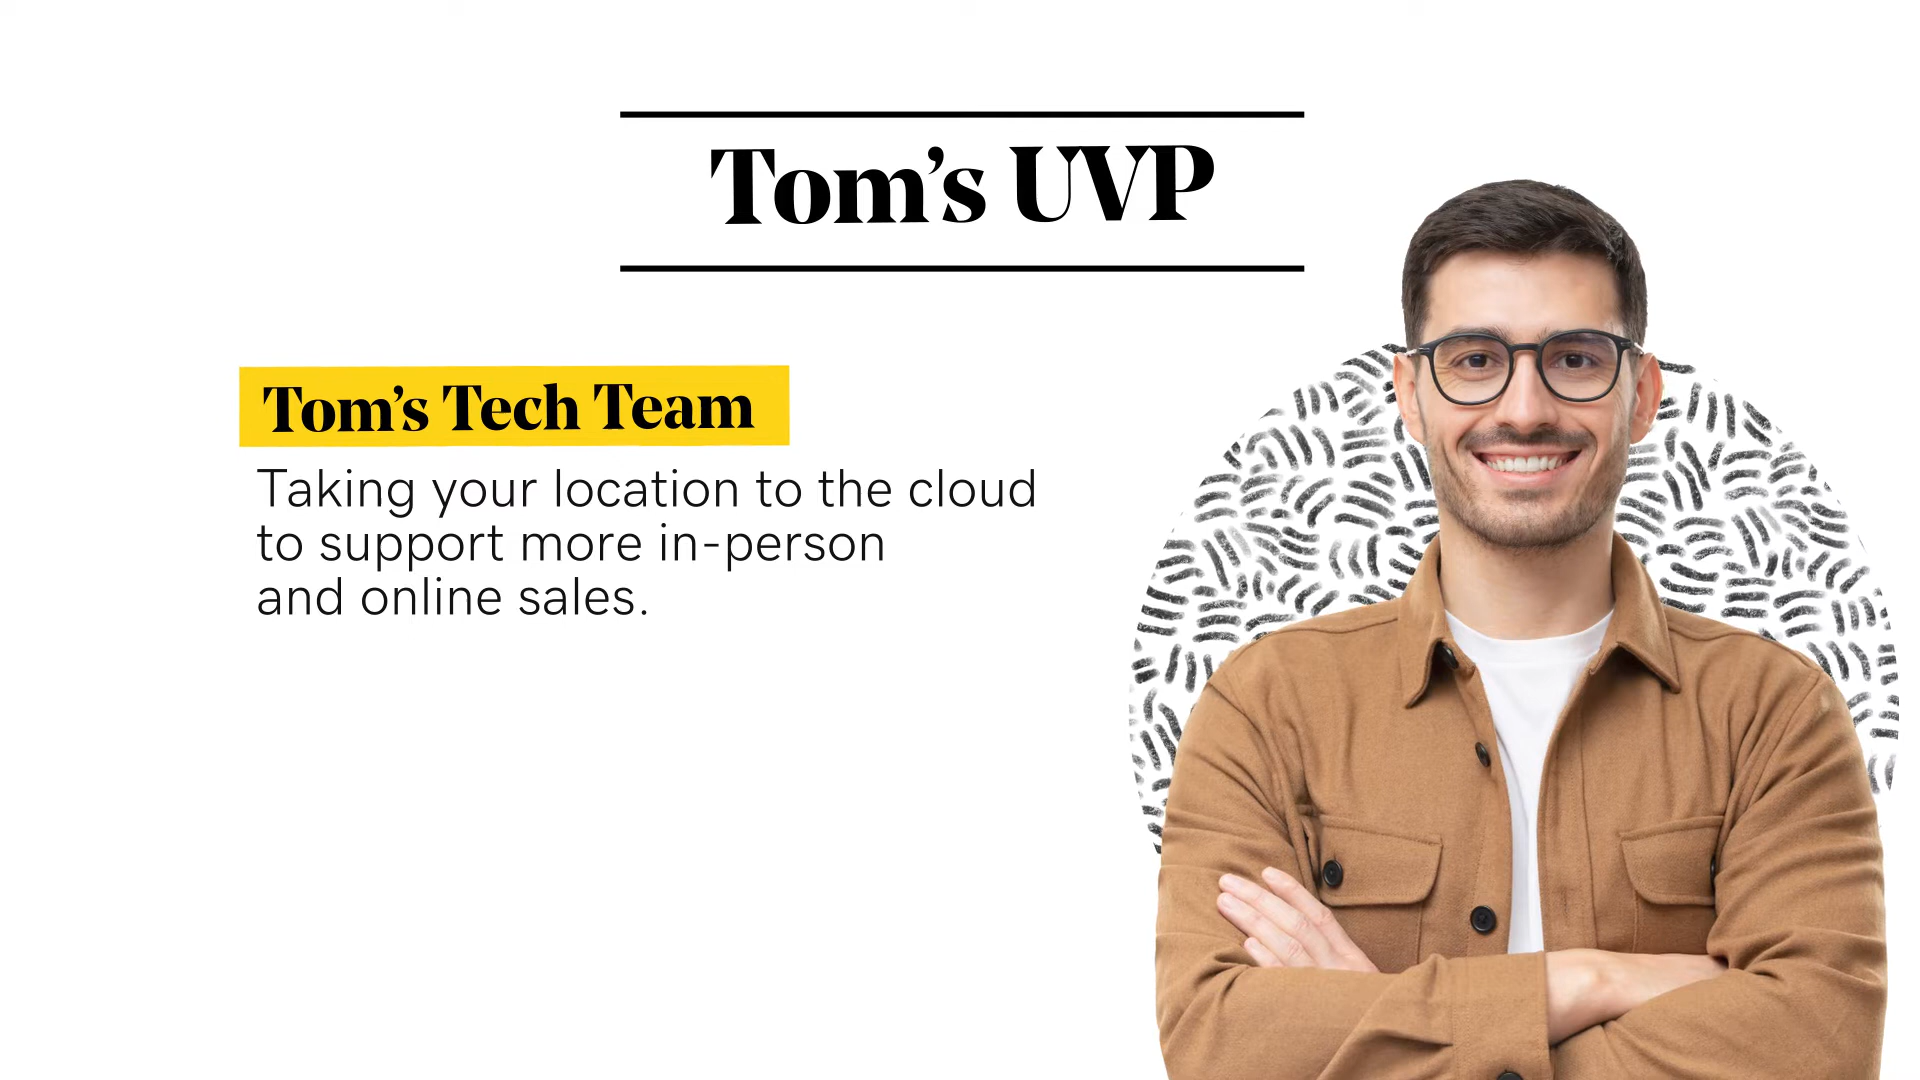 Tom’s UVP
Tom’s Tech Team
Taking your location to the cloud
to support more in-person
and online sales.